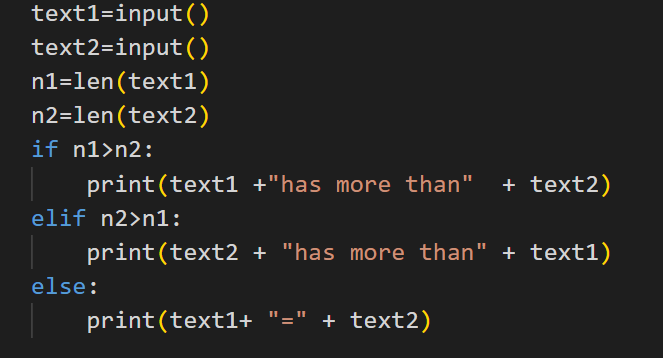 text1=input()
text2=input()
n1=len(text1)
n2=len(text2)
if n1>n2:
    print(text1 +"has more than"  + text2)
elif n2>n1:
    print(text2 + "has more than" + text1)
else:
    print(text1+ "=" + text2)